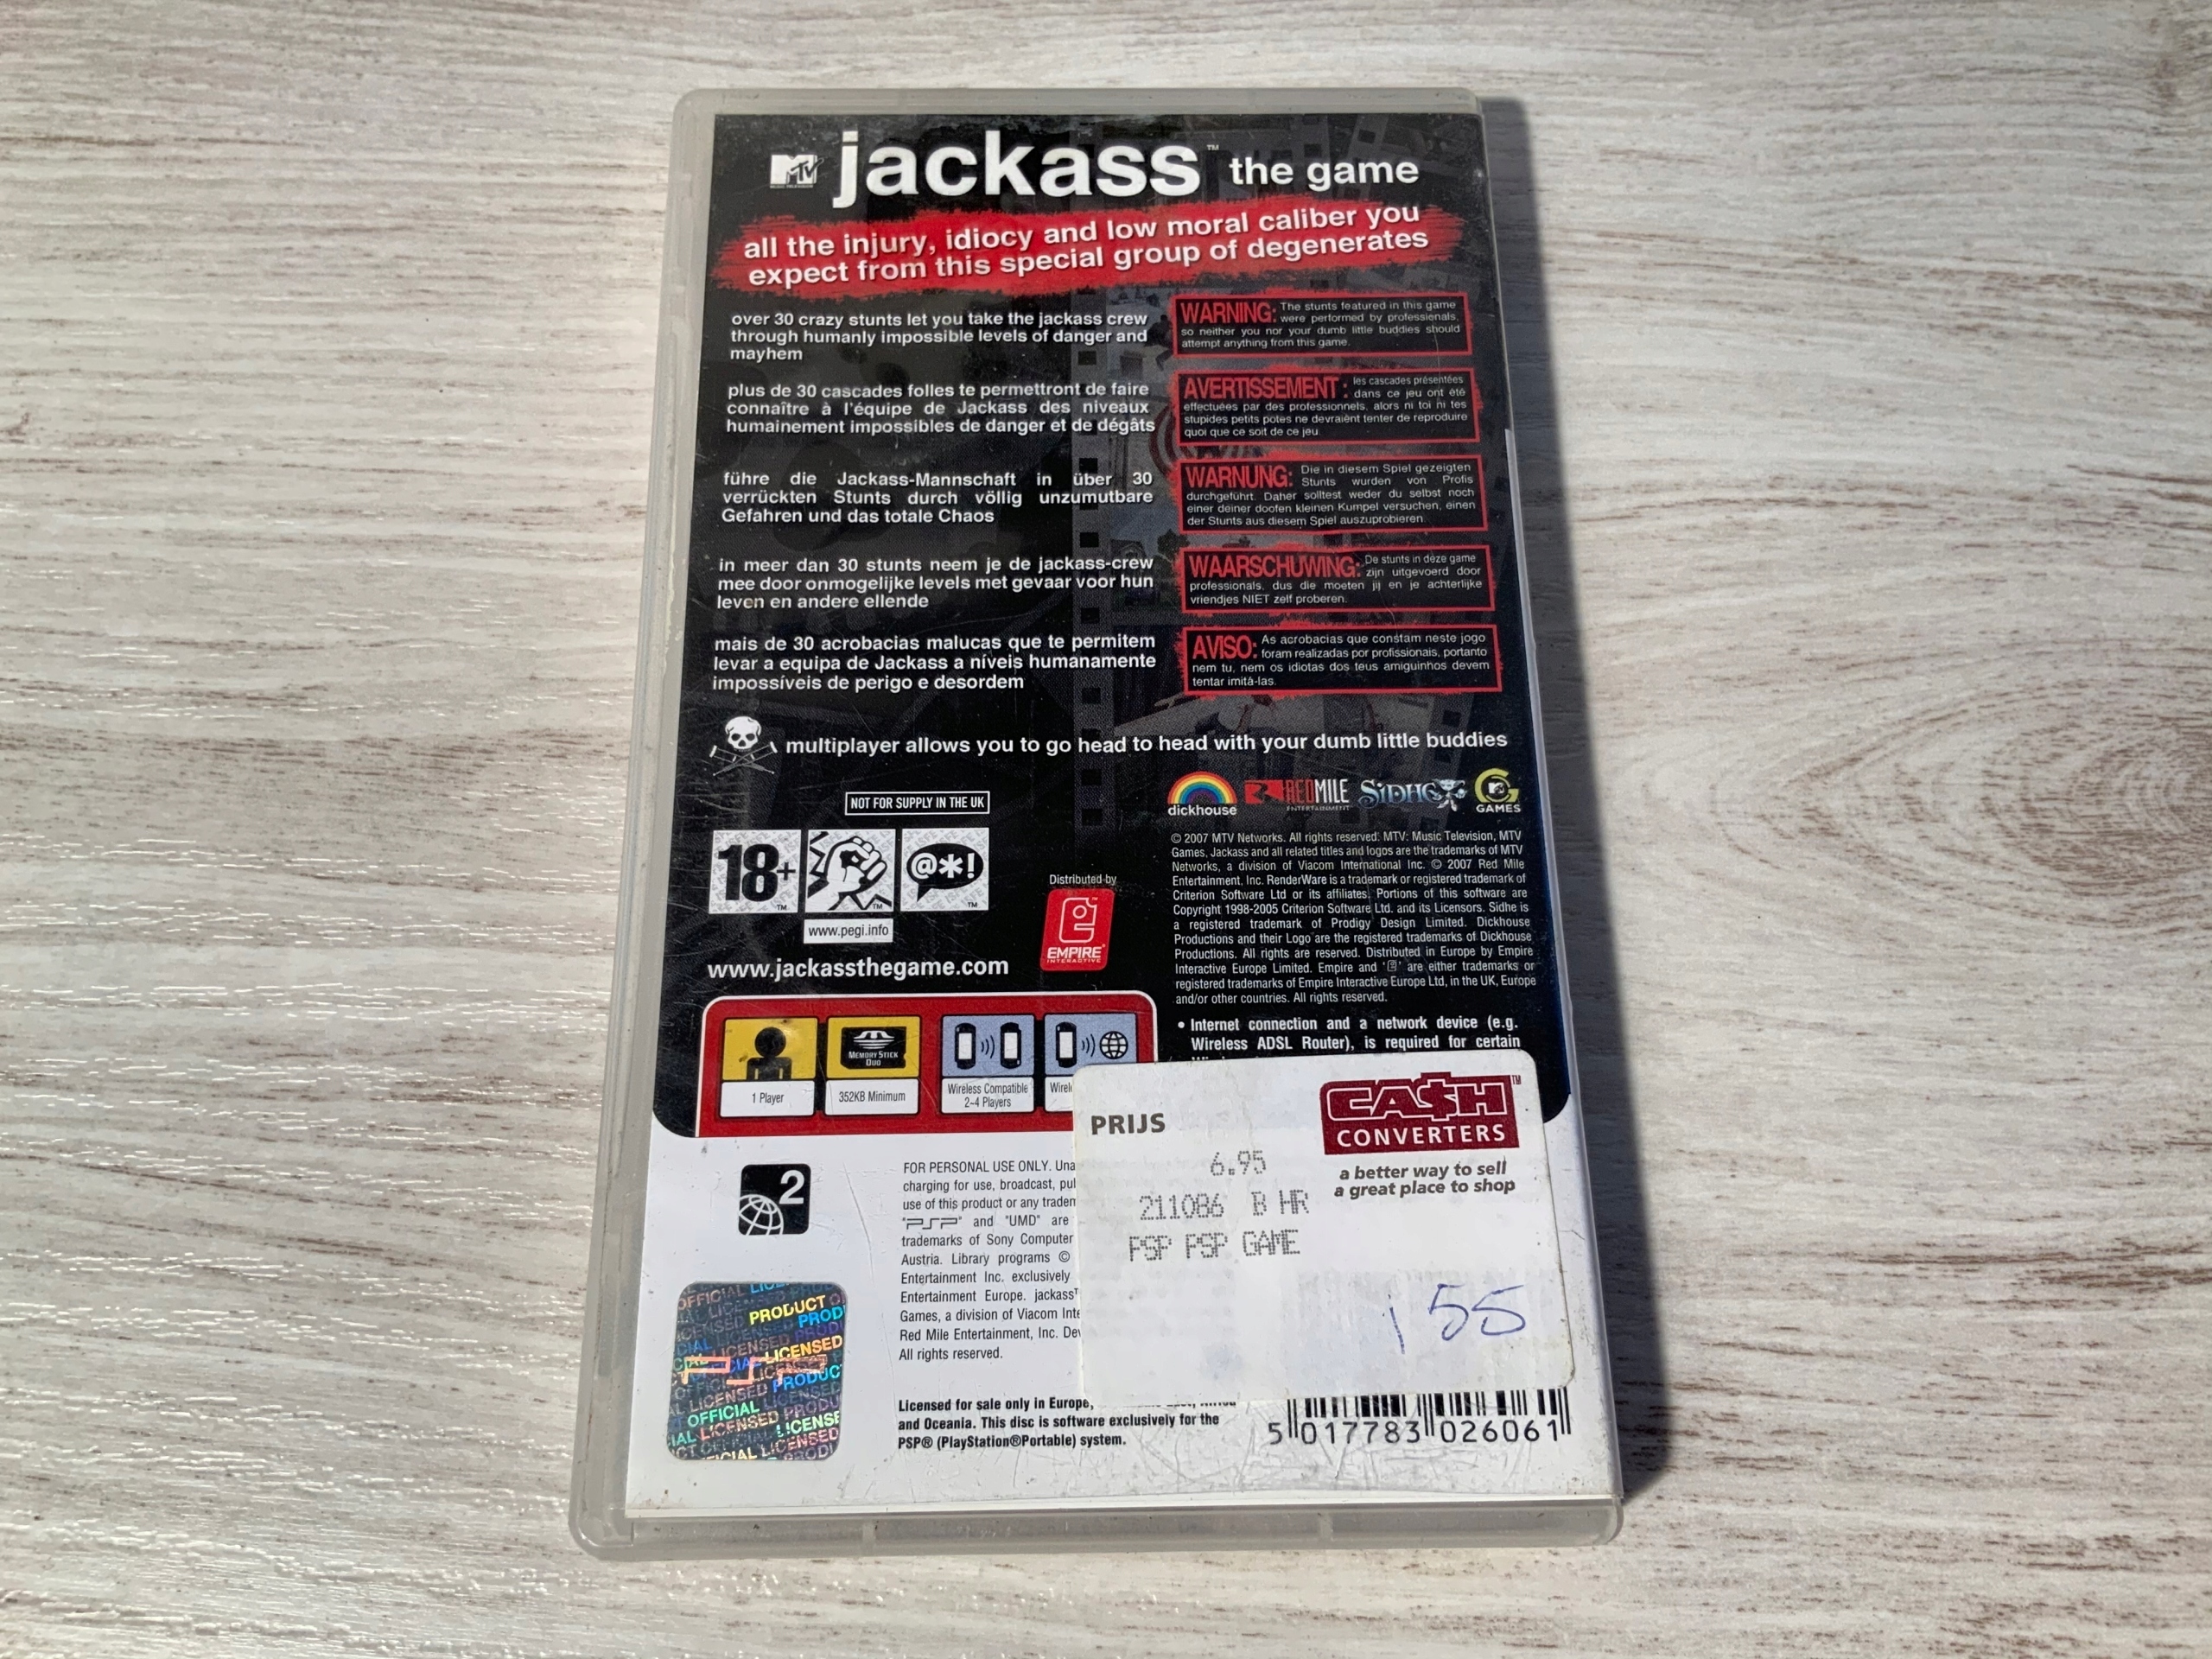 MTV jackass™ the game
all the injury, idiocy and low moral caliber you
expect from this special group of degenerates
over 30 crazy stunts let you take the jackass crew
through humanly impossible levels of danger and
mayhem
WARNING: The stunts featured in this game
were performed by professionals,
so neither you nor your dumb little buddies should
attempt anything from this game.
plus de 30 cascades folles te permettront de faire
connaître à l'équipe de Jackass des niveaux
humainement impossibles de danger et de dégâts
AVERTISSEMENT : les cascades présentées
dans ce jeu ont été
effectuées par des professionnels, alors ni toi ni tes
stupides petits potes ne devraient tenter de reproduire
quoi que ce soit de ce jeu
führe die Jackass-Mannschaft in über 30
verrückten Stunts durch völlig unzumutbare
Gefahren und das totale Chaos
WARNUNG: Die in diesem Spiel gezeigten
Stunts wurden von Profis
durchgeführt. Daher solltest weder du selbst noch
einer deiner doofen kleinen Kumpel versuchen, einen
der Stunts aus diesem Spiel auszuprobieren.
in meer dan 30 stunts neem je de jackass-crew
mee door onmogelijke levels met gevaar voor hun
leven en andere ellende
WAARSCHUWING: De stunts in deze game
zijn uitgevoerd door
professionals, dus die moeten jij en je achterlijke
vriendjes NIET zelf proberen.
mais de 30 acrobacias malucas que te permitem
levar a equipa de Jackass a níveis humanamente
impossíveis de perigo e desordem
AVISO: As acrobacias que constam neste jogo
foram realizadas por profissionais, portanto
nem tu, nem os idiotas dos teus amiguinhos devem
tentar imitá-las.
multiplayer allows you to go head to head with your dumb little buddies
NOT FOR SUPPLY IN THE UK
dickhouse
REDMILE
ENTERTAINMENT
SIDHE
GAMES
18+
@*!
www.pegi.info
Distributed by
EMPIRE
INTERACTIVE
www.jackassthegame.com
© 2007 MTV Networks. All rights reserved. MTV: Music Television, MTV
Games, Jackass and all related titles and logos are the trademarks of MTV
Networks, a division of Viacom International Inc. © 2007 Red Mile
Entertainment, Inc. RenderWare is a trademark or registered trademark of
Criterion Software Ltd or its affiliates. Portions of this software are
Copyright 1998-2005 Criterion Software Ltd. and its Licensors. Sidhe is
a registered trademark of Prodigy Design Limited. Dickhouse
Productions and their Logo are the registered trademarks of Dickhouse
Productions. All rights are reserved. Distributed in Europe by Empire
Interactive Europe Limited. Empire and ' ' are either trademarks or
registered trademarks of Empire Interactive Europe Ltd, in the UK, Europe
and/or other countries. All rights reserved.
• Internet connection and a network device (e.g.
Wireless ADSL Router), is required for certain
1 Player
MEMORY STICK
DUO
352KB Minimum
Wireless Compatible
2-4 Players
PRIJS
CA$H
CONVERTERS™
a better way to sell
a great place to shop
6.95
211086 B HR
PSP PSP GAME
155
2
FOR PERSONAL USE ONLY. Una
charging for use, broadcast, pul
use of this product or any tradem
"PSP" and "UMD" are
trademarks of Sony Computer
Austria. Library programs ©
Entertainment Inc. exclusively
Entertainment Europe. jackass
Games, a division of Viacom Inte
Red Mile Entertainment, Inc. Dev
All rights reserved.
OFFICIAL LICENSED PRODUCT
PSP
Licensed for sale only in Europe,
and Oceania. This disc is software exclusively for the
PSP® (PlayStation®Portable) system.
5 017783 026061